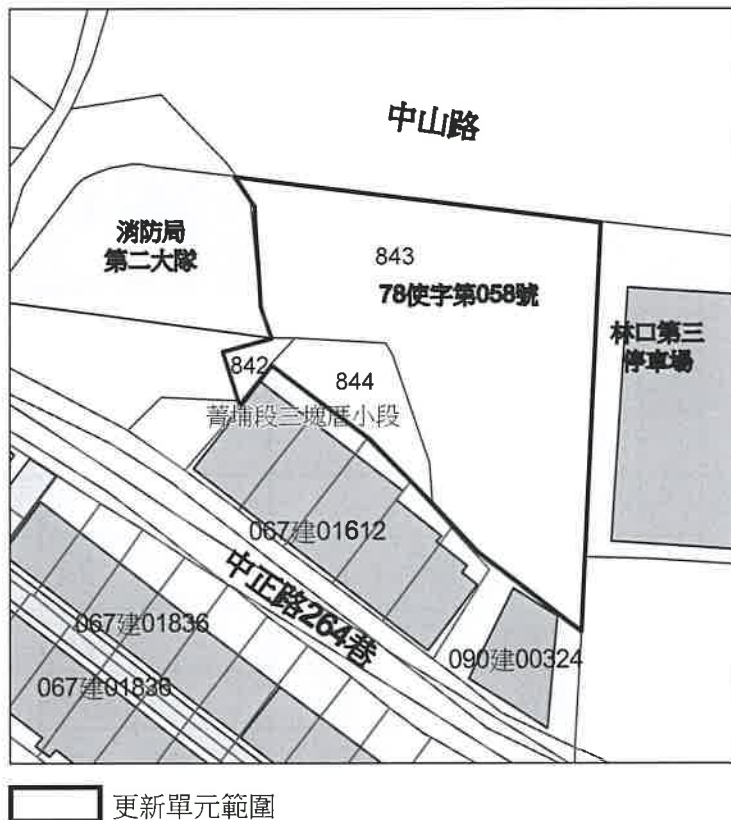 中山路
消防局
第二大隊
843
78使字第058號
林口第三
停車場
842
844
菁埔段三塊厝小段
067建01612
中正路264巷
067建01836
090建00324
067建01836
更新單元範圍